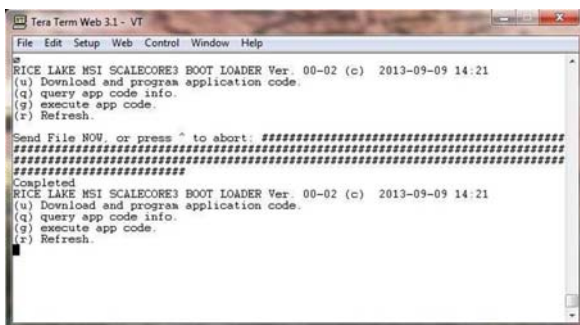 Tera Term Web 3.1 - VT
File Edit Setup Web Control Window Help
RICE LAKE MSI SCALECORE3 BOOT LOADER Ver. 00-02 (c) 2013-09-09 14:21
(u) Download and program application code.
(q) query app code info.
(g) execute app code.
(r) Refresh.
Send File NOW, or press ^ to abort: ############################################
################################################################################
################################################################################
#########################
Completed
RICE LAKE MSI SCALECORE3 BOOT LOADER Ver. 00-02 (c) 2013-09-09 14:21
(u) Download and program application code.
(q) query app code info.
(g) execute app code.
(r) Refresh.